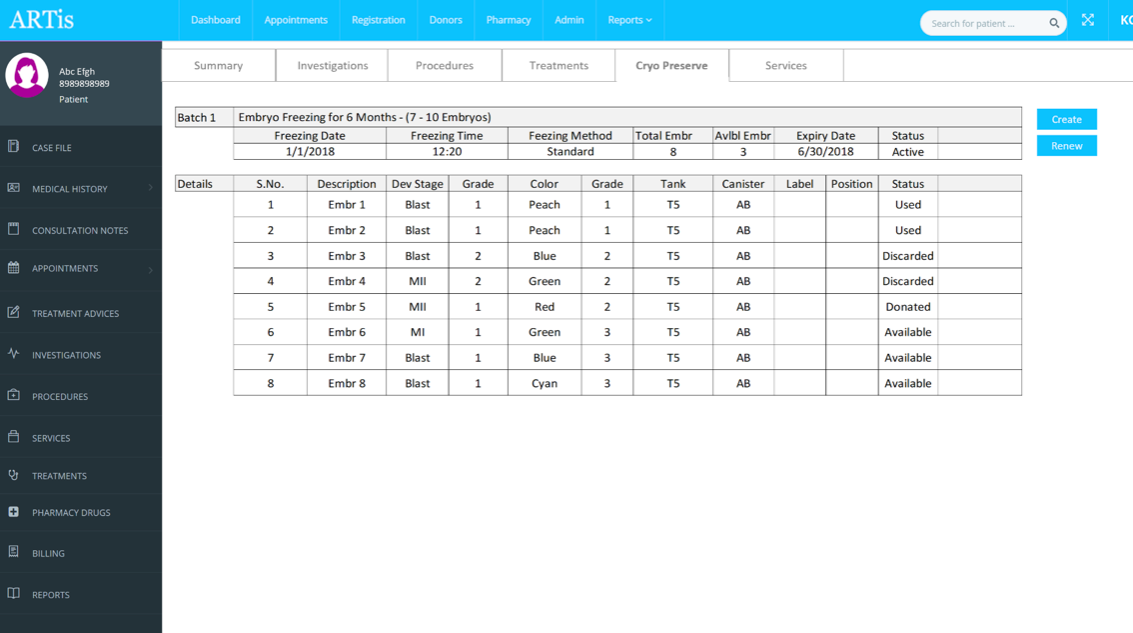 ARTis Dashboard Appointments Registration Donors Pharmacy Admin Reports Search for patient ...
Abc Efgh
8989898989
Patient
CASE FILE
MEDICAL HISTORY
CONSULTATION NOTES
APPOINTMENTS
TREATMENT ADVICES
INVESTIGATIONS
PROCEDURES
SERVICES
TREATMENTS
PHARMACY DRUGS
BILLING
REPORTS
Summary Investigations Procedures Treatments Cryo Preserve Services
Batch 1 Embryo Freezing for 6 Months - (7 - 10 Embryos)
Freezing Date Freezing Time Feezing Method Total Embr Avlbl Embr Expiry Date Status
1/1/2018 12:20 Standard 8 3 6/30/2018 Active
Create
Renew
Details S.No. Description Dev Stage Grade Color Grade Tank Canister Label Position Status
1 Embr 1 Blast 1 Peach 1 T5 AB Used
2 Embr 2 Blast 1 Peach 1 T5 AB Used
3 Embr 3 Blast 2 Blue 2 T5 AB Discarded
4 Embr 4 MII 2 Green 2 T5 AB Discarded
5 Embr 5 MII 1 Red 2 T5 AB Donated
6 Embr 6 MI 1 Green 3 T5 AB Available
7 Embr 7 Blast 1 Blue 3 T5 AB Available
8 Embr 8 Blast 1 Cyan 3 T5 AB Available